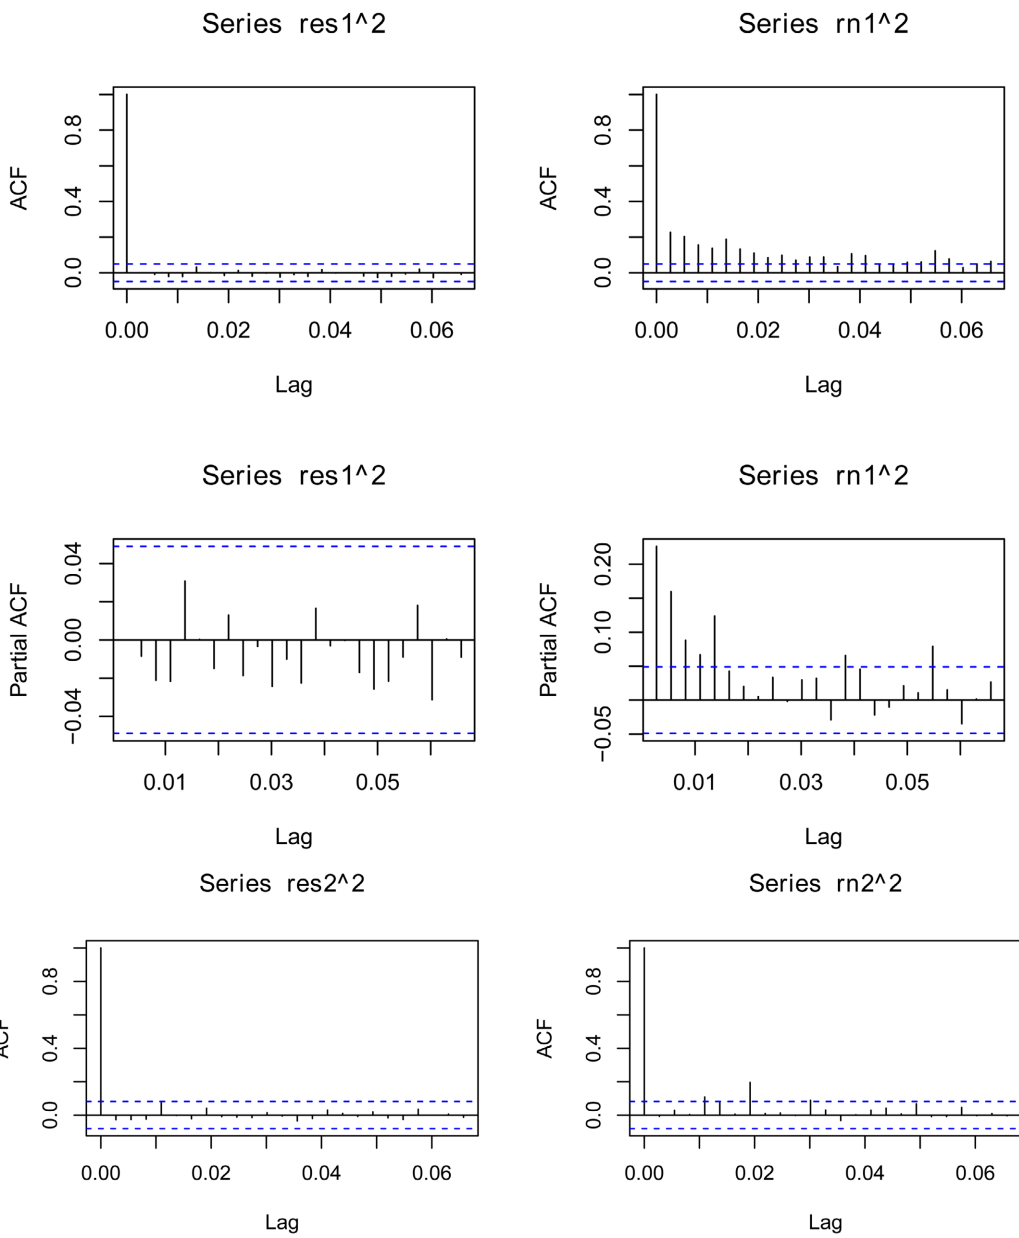 Series res1^2
ACF
0.0 0.4 0.8
0.00 0.02 0.04 0.06
Lag
Series rn1^2
ACF
0.0 0.4 0.8
0.00 0.02 0.04 0.06
Lag
Series res1^2
Partial ACF
−0.04 0.00 0.04
0.01 0.03 0.05
Lag
Series rn1^2
Partial ACF
−0.05 0.10 0.20
0.01 0.03 0.05
Lag
Series res2^2
ACF
0.0 0.4 0.8
0.00 0.02 0.04 0.06
Lag
Series rn2^2
ACF
0.0 0.4 0.8
0.00 0.02 0.04 0.06
Lag